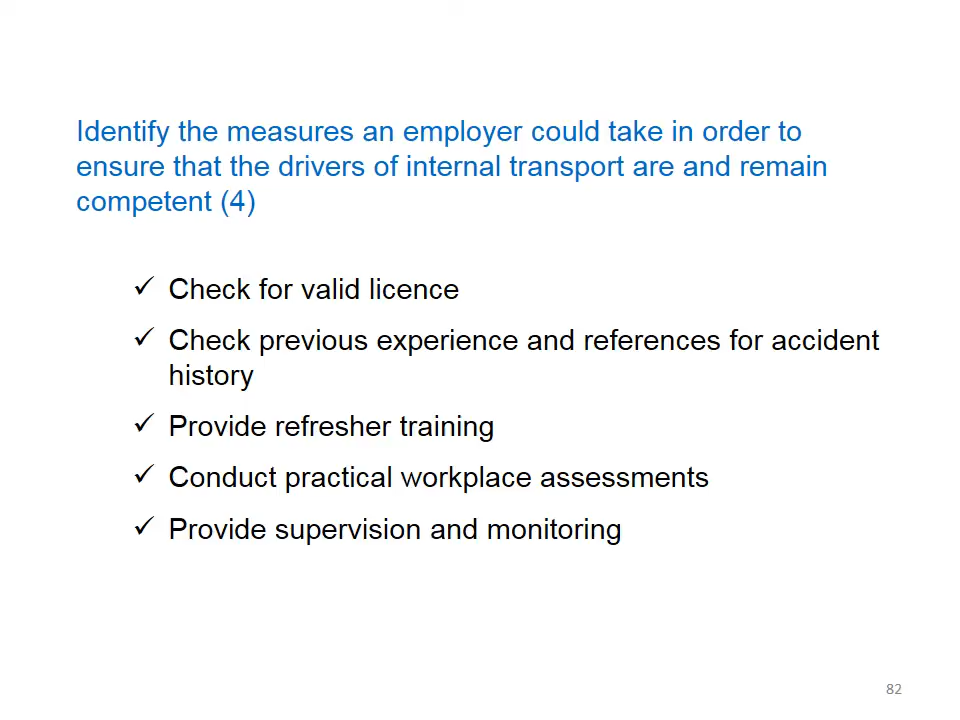 Identify the measures an employer could take in order to
ensure that the drivers of internal transport are and remain
competent (4)
✓ Check for valid licence
✓ Check previous experience and references for accident
history
✓ Provide refresher training
✓ Conduct practical workplace assessments
✓ Provide supervision and monitoring
82